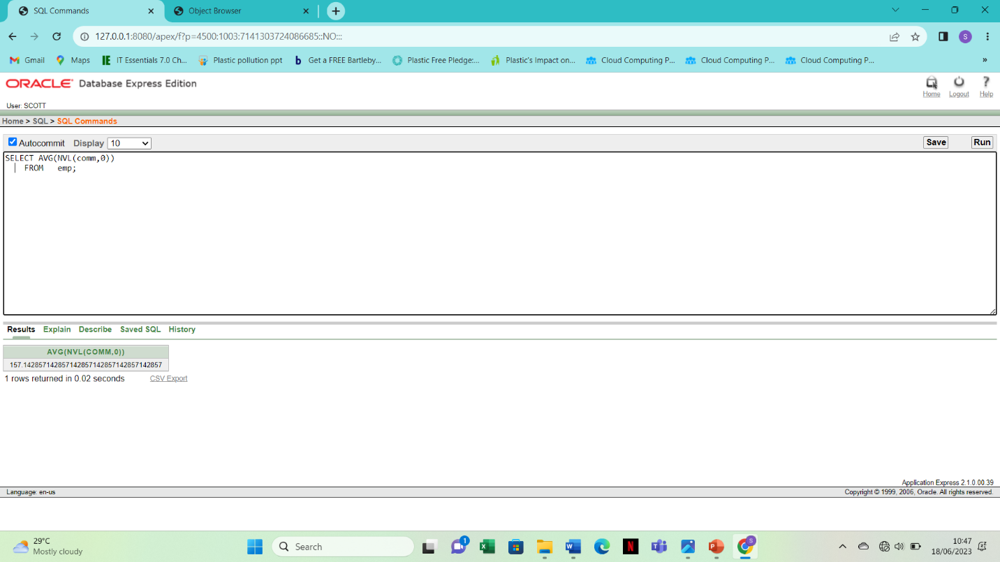 SQL Commands
Object Browser
127.0.0.1:8080/apex/f?p=4500:1003:7141303724086685::NO:::
S
Gmail
Maps
IT Essentials 7.0 Ch...
Plastic pollution ppt
Get a FREE Bartleby...
Plastic Free Pledge:...
Plastic's Impact on...
Cloud Computing P...
Cloud Computing P...
Cloud Computing P...
»
ORACLE Database Express Edition
Home
Logout
Help
User: SCOTT
Home > SQL > SQL Commands
Autocommit Display 10
Save
Run
SELECT AVG(NVL(comm,0))
FROM emp;
Results Explain Describe Saved SQL History
AVG(NVL(COMM,0))
157.142857142857142857142857142857142857
1 rows returned in 0.02 seconds
CSV Export
Application Express 2.1.0.00.39
Language: en-us
Copyright © 1999, 2006, Oracle. All rights reserved.
29°C
Mostly cloudy
Search
1
S
10:47
18/06/2023